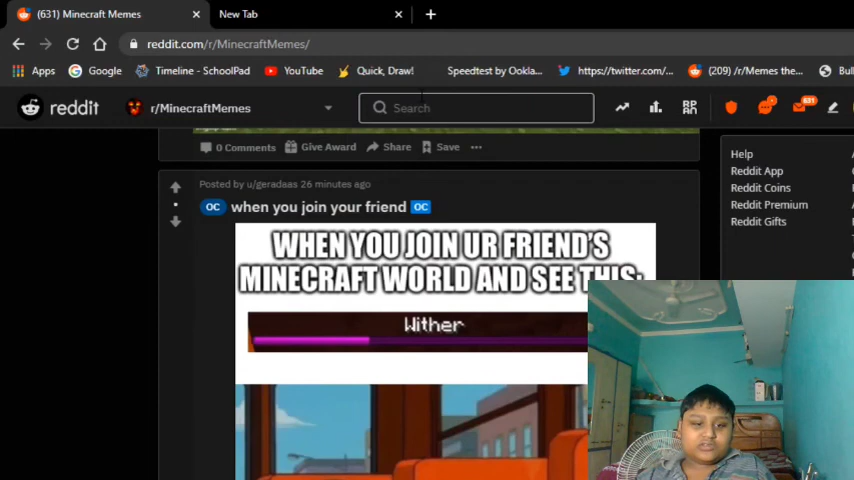 (631) Minecraft Memes
New Tab
reddit.com/r/MinecraftMemes/
Apps Google Timeline - SchoolPad YouTube Quick, Draw! Speedtest by Ookla... https://twitter.com/... (209) /r/Memes the...
reddit r/MinecraftMemes Search 631
0 Comments Give Award Share Save
Help
Reddit App
Reddit Coins
Reddit Premium
Reddit Gifts
Posted by u/geradaas 26 minutes ago
OC when you join your friend OC
WHEN YOU JOIN UR FRIEND'S
MINECRAFT WORLD AND SEE THIS:
Wither